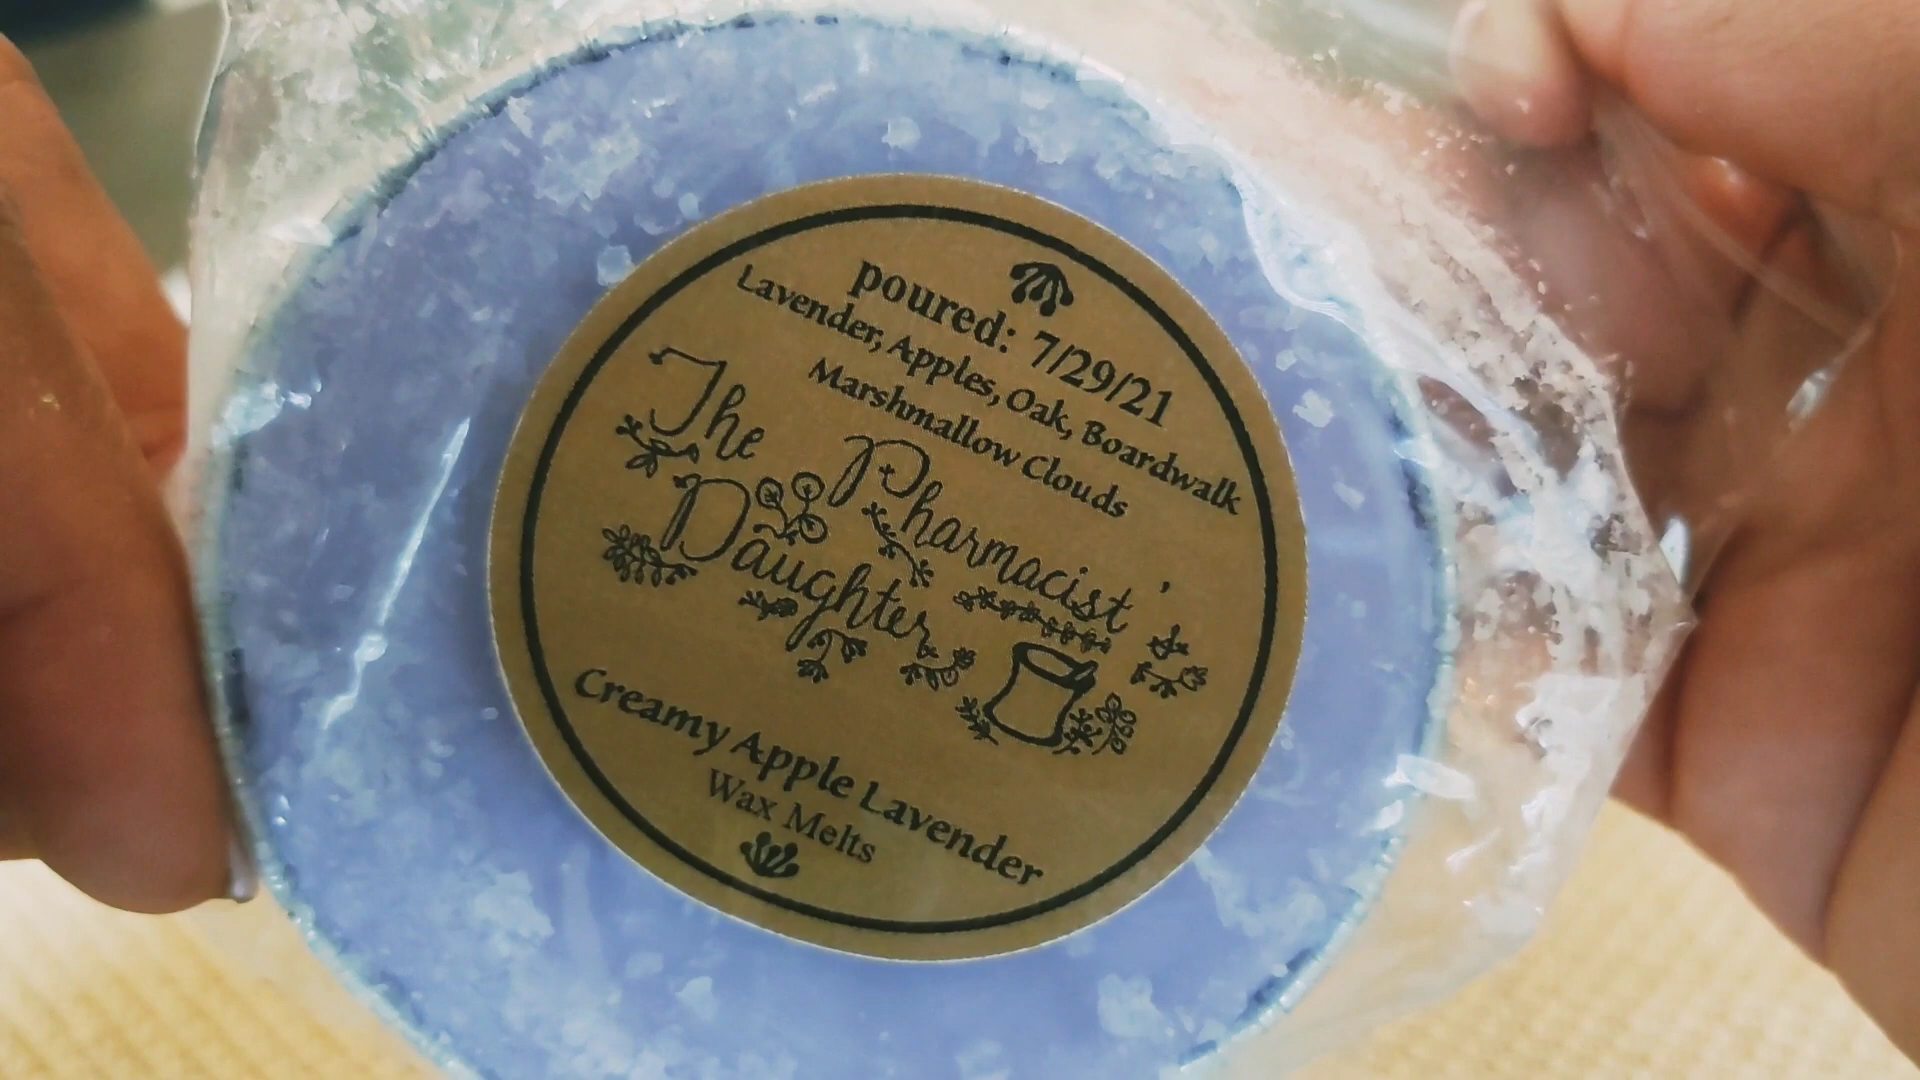 poured: 7/29/21
Lavender, Apples, Oak, Boardwalk
Marshmallow Clouds
The Pharmacist's
Daughter
Creamy Apple Lavender
Wax Melts